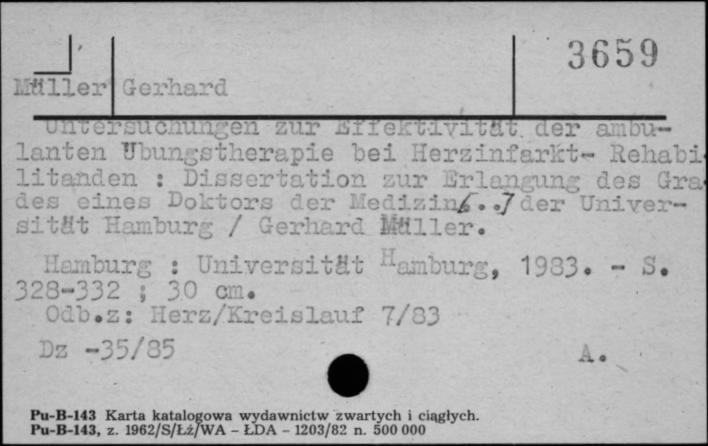 3659
Müller Gerhard
Untersuchungen zur Effektivität der ambu-
lanten Übungstherapie bei Herzinfarkt- Rehabi-
litanden : Dissertation zur Erlangung des Gra-
des eines Doktors der Medizin [..] der Univer-
sität Hamburg / Gerhard Müller.
Hamburg : Universität Hamburg, 1983. - S.
328-332 ; 30 cm.
Odb.z: Herz/Kreislauf 7/83
Dz -35/85 A.
Pu-B-143 Karta katalogowa wydawnictw zwartych i ciągłych.
Pu-B-143, z. 1962/S/Łż/WA - ŁDA - 1203/82 n. 500 000